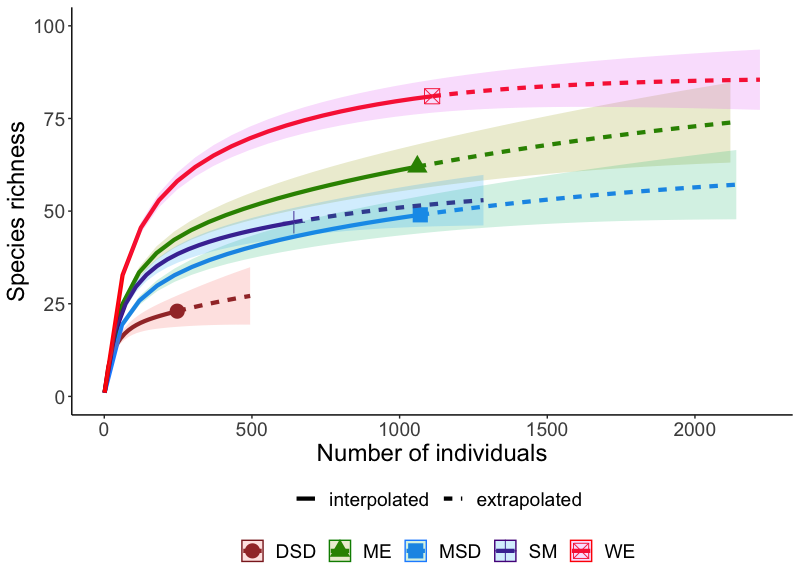 Species richness
100
75
50
25
0
0 500 1000 1500 2000
Number of individuals
interpolated extrapolated
DSD ME MSD SM WE